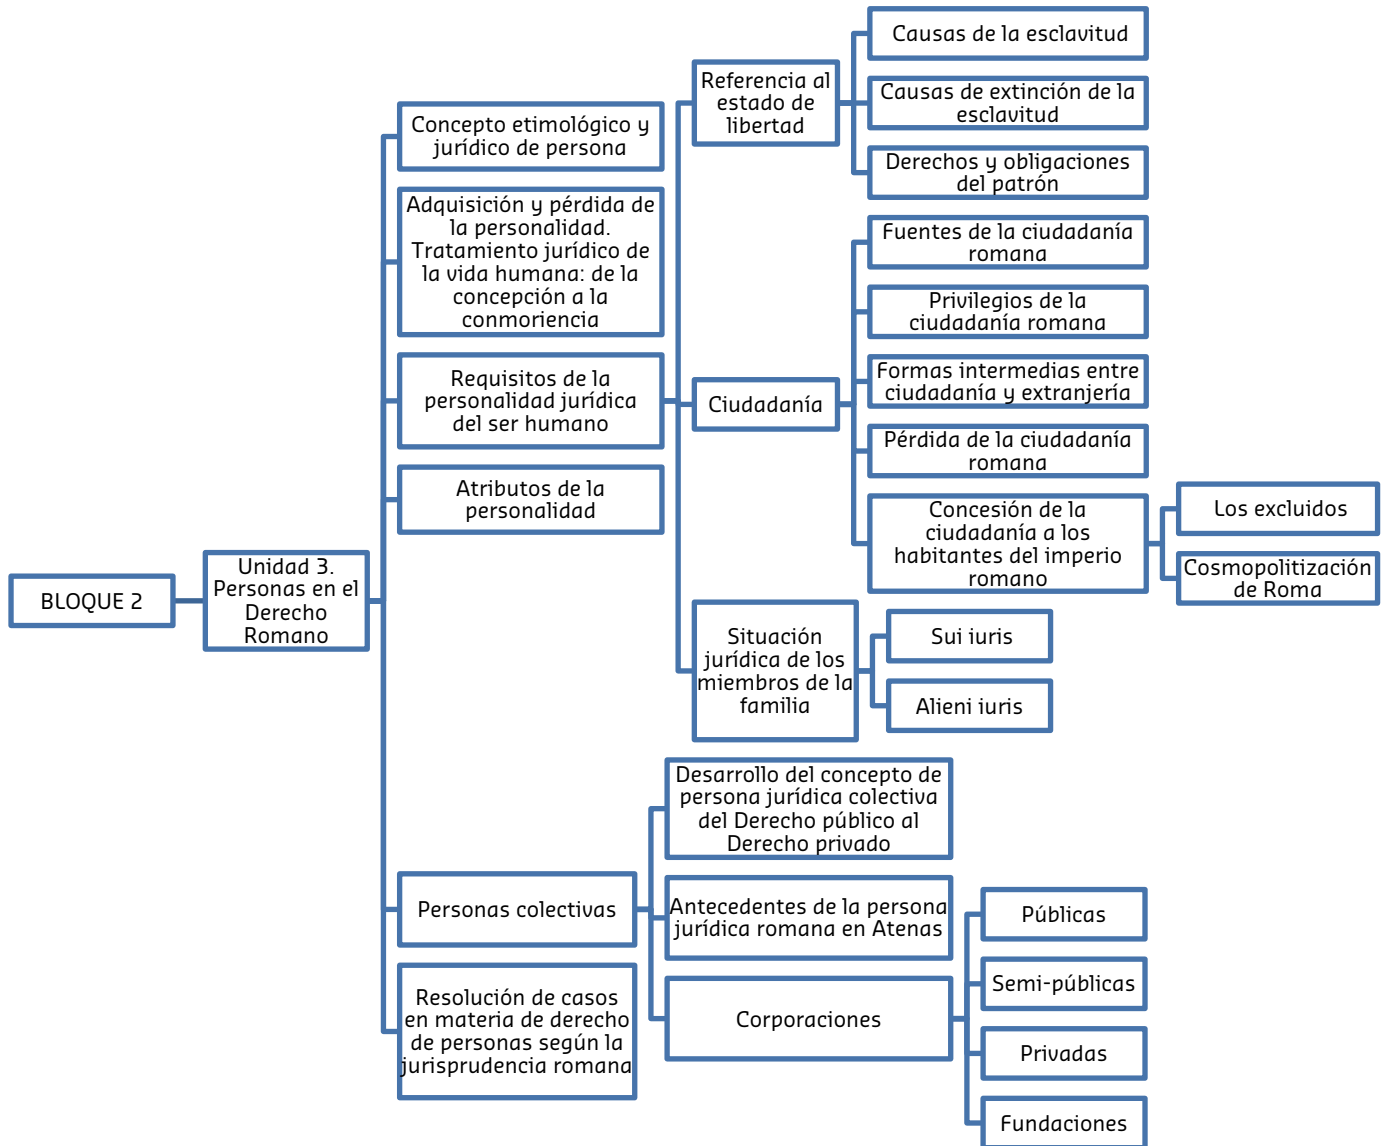 BLOQUE 2
Unidad 3.
Personas en el
Derecho
Romano
Concepto etimológico y
jurídico de persona
Adquisición y pérdida de
la personalidad.
Tratamiento jurídico de
la vida humana: de la
concepción a la
conmoriencia
Requisitos de la
personalidad jurídica
del ser humano
Referencia al
estado de
libertad
Causas de la esclavitud
Causas de extinción de la
esclavitud
Derechos y obligaciones
del patrón
Ciudadanía
Fuentes de la ciudadanía
romana
Privilegios de la
ciudadanía romana
Formas intermedias entre
ciudadanía y extranjería
Pérdida de la ciudadanía
romana
Concesión de la
ciudadanía a los
habitantes del imperio
romano
Los excluidos
Cosmopolitización
de Roma
Situación
jurídica de los
miembros de la
familia
Sui iuris
Alieni iuris
Atributos de la
personalidad
Personas colectivas
Desarrollo del concepto de
persona jurídica colectiva
del Derecho público al
Derecho privado
Antecedentes de la persona
jurídica romana en Atenas
Corporaciones
Públicas
Semi-públicas
Privadas
Fundaciones
Resolución de casos
en materia de derecho
de personas según la
jurisprudencia romana